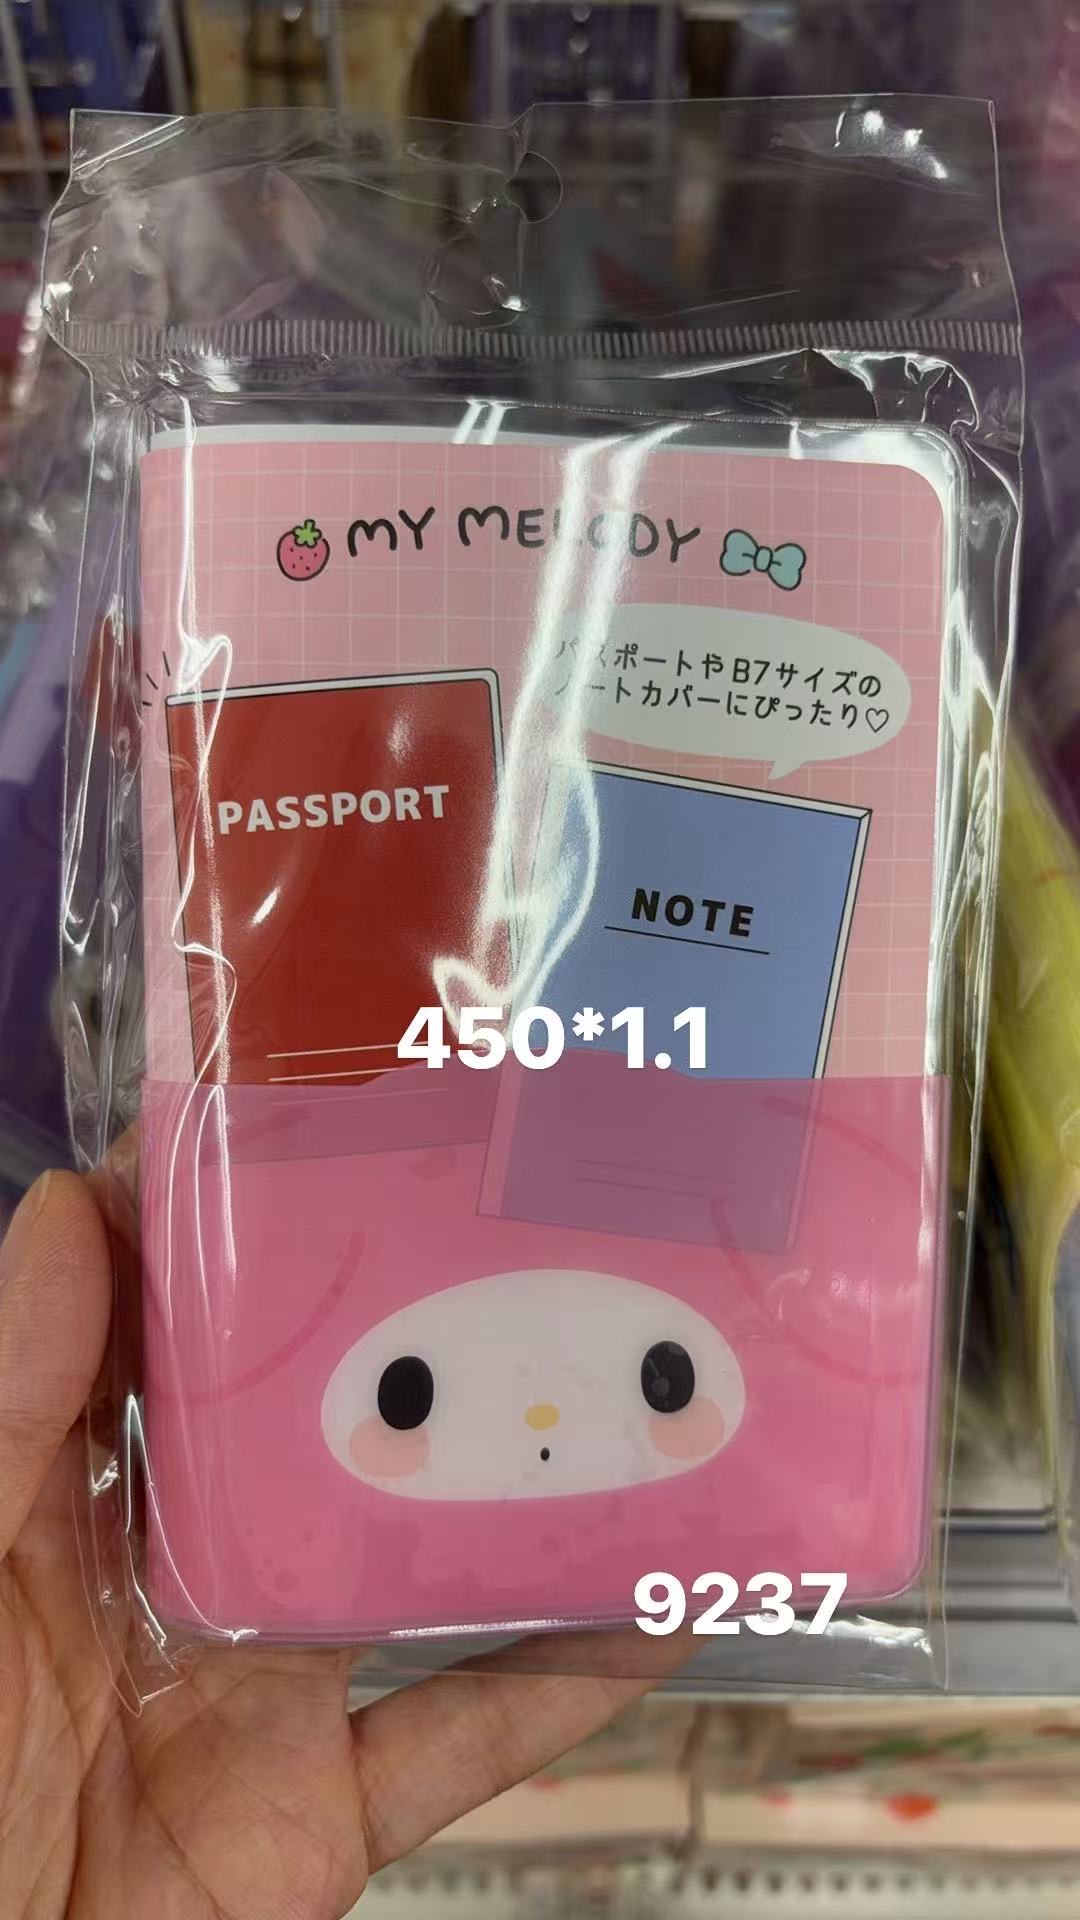 MY MELODY
パスポートやB7サイズの
ノートカバーにぴったり♡
PASSPORT
NOTE
450*1.1
9237